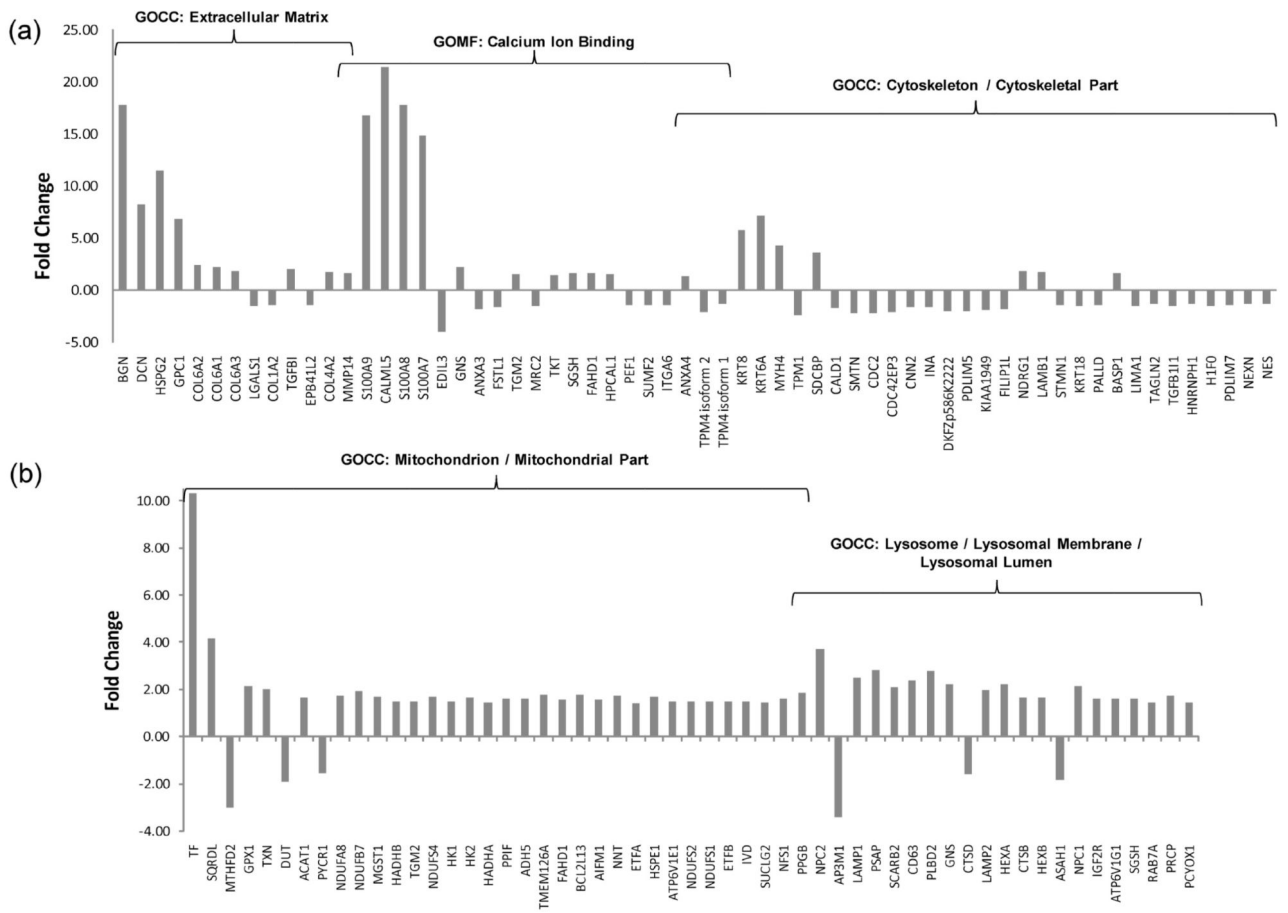 (a)
GOCC: Extracellular Matrix
GOMF: Calcium Ion Binding
GOCC: Cytoskeleton / Cytoskeletal Part
Fold Change
25.00
20.00
15.00
10.00
5.00
0.00
-5.00
BGN
DCN
HSPG2
GPC1
COL6A2
COL6A1
COL6A3
LGALS1
COL1A2
TGFBI
EPB41L2
COL4A2
MMP14
S100A9
CALML5
S100A8
S100A7
EDIL3
GNS
ANXA3
FSTL1
TGM2
MRC2
TKT
SGSH
FAHD1
HPCAL1
PEF1
SUMF2
ITGA6
ANXA4
TPM4 isoform 2
TPM4 isoform 1
KRT8
KRT6A
MYH4
TPM1
SDCBP
CALD1
SMTN
CDC2
CDC42EP3
CNN2
INA
DKFZp586K2222
PDLIM5
KIAA1949
FILIP1L
NDRG1
LAMB1
STMN1
KRT18
PALLD
BASP1
LIMA1
TAGLN2
TGFB1I1
HNRNPH1
H1F0
PDLIM7
NEXN
NES
(b)
GOCC: Mitochondrion / Mitochondrial Part
GOCC: Lysosome / Lysosomal Membrane /
Lysosomal Lumen
Fold Change
10.00
8.00
6.00
4.00
2.00
0.00
-2.00
-4.00
TF
SQRDL
MTHFD2
GPX1
TXN
DUT
ACAT1
PYCR1
NDUFA8
NDUFB7
MGST1
HADHB
TGM2
NDUFS4
HK1
HK2
HADHA
PPIF
ADH5
TMEM126A
FAHD1
BCL2L13
AIFM1
NNT
ETFA
HSPE1
ATP6V1E1
NDUFS2
NDUFS1
ETFB
IVD
SUCLG2
NFS1
PPGB
NPC2
AP3M1
LAMP1
PSAP
SCARB2
CD63
PLBD2
GNS
CTSD
LAMP2
HEXA
CTSB
HEXB
ASAH1
NPC1
IGF2R
ATP6V1G1
SGSH
RAB7A
PRCP
PCYOX1